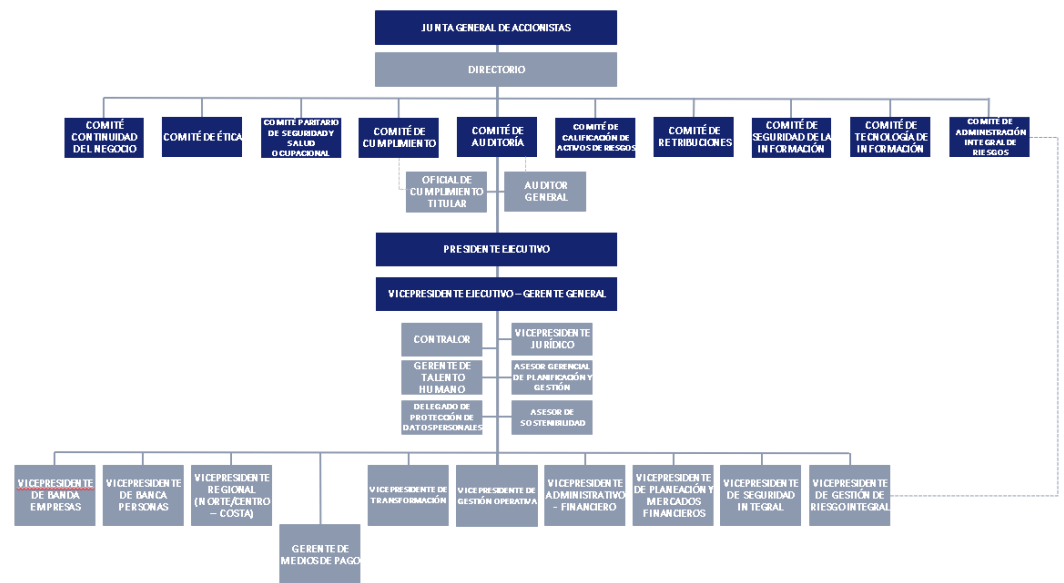 JUNTA GENERAL DE ACCIONISTAS
DIRECTORIO
COMITÉ
CONTINUIDAD
DEL NEGOCIO
COMITÉ DE ÉTICA
COMITÉ PARITARIO
DE SEGURIDAD Y
SALUD
OCUPACIONAL
COMITÉ DE
CUMPLIMIENTO
COMITÉ DE
AUDITORÍA
COMITÉ DE
CALIFICACIÓN DE
ACTIVOS DE RIESGOS
COMITÉ DE
RETRIBUCIONES
COMITÉ DE
SEGURIDAD DE LA
INFORMACIÓN
COMITÉ DE
TECNOLOGÍA DE
INFORMACIÓN
COMITÉ DE
ADMINISTRACIÓN
INTEGRAL DE
RIESGOS
OFICIAL DE
CUMPLIMIENTO
TITULAR
AUDITOR
GENERAL
PRESIDENTE EJECUTIVO
VICEPRESIDENTE EJECUTIVO – GERENTE GENERAL
CONTRALOR
VICEPRESIDENTE
JURÍDICO
GERENTE DE
TALENTO
HUMANO
ASESOR GERENCIAL
DE PLANIFICACIÓN Y
GESTIÓN
DELEGADO DE
PROTECCIÓN DE
DATOS PERSONALES
ASESOR DE
SOSTENIBILIDAD
VICEPRESIDENTE
DE BANDA
EMPRESAS
VICEPRESIDENTE
DE BANCA
PERSONAS
VICEPRESIDENTE
REGIONAL
(NORTE/CENTRO
– COSTA)
GERENTE DE
MEDIOS DE PAGO
VICEPRESIDENTE DE
TRANSFORMACIÓN
VICEPRESIDENTE DE
GESTIÓN OPERATIVA
VICEPRESIDENTE
ADMINISTRATIVO
- FINANCIERO
VICEPRESIDENTE
DE PLANEACIÓN Y
MERCADOS
FINANCIEROS
VICEPRESIDENTE
DE SEGURIDAD
INTEGRAL
VICEPRESIDENTE
DE GESTIÓN DE
RIESGO INTEGRAL